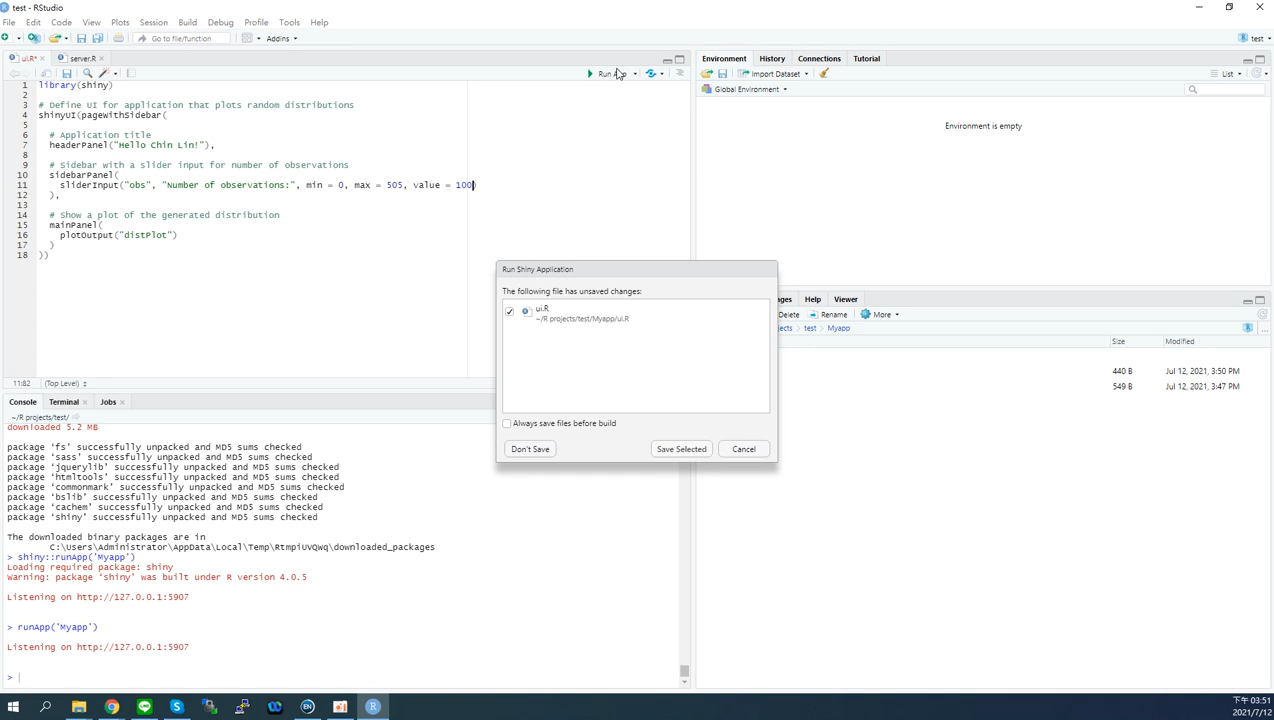 test - RStudio
File Edit Code View Plots Session Build Debug Profile Tools Help
Go to file/function Addins test
ui.R* server.R
Run App
1 library(shiny)
2
3 # Define UI for application that plots random distributions
4 shinyUI(pageWithSidebar(
5
6 # Application title
7 headerPanel("Hello Chin Lin!"),
8
9 # Sidebar with a slider input for number of observations
10 sidebarPanel(
11 sliderInput("obs", "Number of observations:", min = 0, max = 505, value = 100)
12 ),
13
14 # Show a plot of the generated distribution
15 mainPanel(
16 plotOutput("distPlot")
17 )
18 ))
11:82 (Top Level)
Console Terminal Jobs
~/R projects/test/
downloaded 5.2 MB
package ‘fs’ successfully unpacked and MD5 sums checked
package ‘sass’ successfully unpacked and MD5 sums checked
package ‘jquerylib’ successfully unpacked and MD5 sums checked
package ‘htmltools’ successfully unpacked and MD5 sums checked
package ‘commonmark’ successfully unpacked and MD5 sums checked
package ‘bslib’ successfully unpacked and MD5 sums checked
package ‘cachem’ successfully unpacked and MD5 sums checked
package ‘shiny’ successfully unpacked and MD5 sums checked
The downloaded binary packages are in
C:\Users\Administrator\AppData\Local\Temp\RtmpiUVQWq\downloaded_packages
> shiny::runApp('Myapp')
Loading required package: shiny
Warning: package ‘shiny’ was built under R version 4.0.5
Listening on http://127.0.0.1:5907
> runApp('Myapp')
Listening on http://127.0.0.1:5907
>
Run Shiny Application
The following file has unsaved changes:
ui.R
~/R projects/test/Myapp/ui.R
Always save files before build
Don't Save Save Selected Cancel
Environment History Connections Tutorial
Import Dataset List
Global Environment
Environment is empty
ages Help Viewer
Delete Rename More
ects test Myapp
Size Modified
440 B Jul 12, 2021, 3:50 PM
549 B Jul 12, 2021, 3:47 PM
下午 03:51
2021/7/12